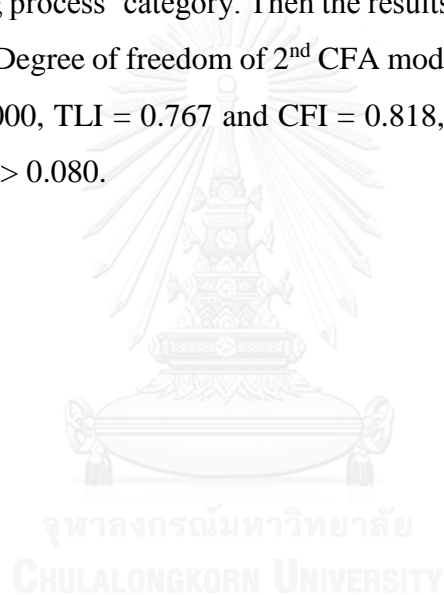 process" category. Then the results
Degree of freedom of 2nd CFA mod
000, TLI = 0.767 and CFI = 0.818,
> 0.080.
จุฬาลงกรณ์มหาวิทยาลัย
CHULALONGKORN UNIVERSITY